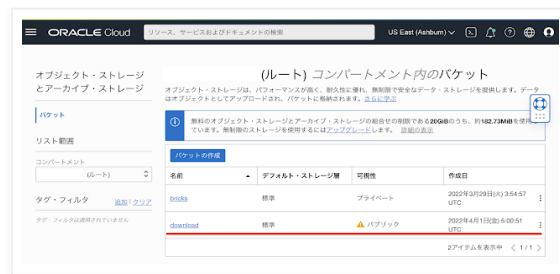 ORACLE Cloud
リソース、サービスおよびドキュメントの検索
US East (Ashburn)
オブジェクト・ストレージ
とアーカイブ・ストレージ
バケット
リスト範囲
コンパートメント
(ルート)
タグ・フィルタ 追加 | クリア
タグ・フィルタは適用されていません
(ルート) コンパートメント内のバケット
オブジェクト・ストレージは、パフォーマンスが高く、耐久性に優れ、無制限で安全なデータ・ストレージを提供します。データ
はオブジェクトとしてアップロードされ、バケットに格納されます。さらに学ぶ
無料のオブジェクト・ストレージとアーカイブ・ストレージの組合せの制限である20GiBのうち、約182.73MiBを使用し
ています。無制限のストレージを使用するにはアップグレードします。 詳細の表示
バケットの作成
名前 デフォルト・ストレージ層 可視性 作成日
bricks 標準 プライベート 2022年3月29日(火) 3:54:57
UTC
download 標準 パブリック 2022年4月1日(金) 5:00:51
UTC
2アイテムを表示中 < 1 / 1 >